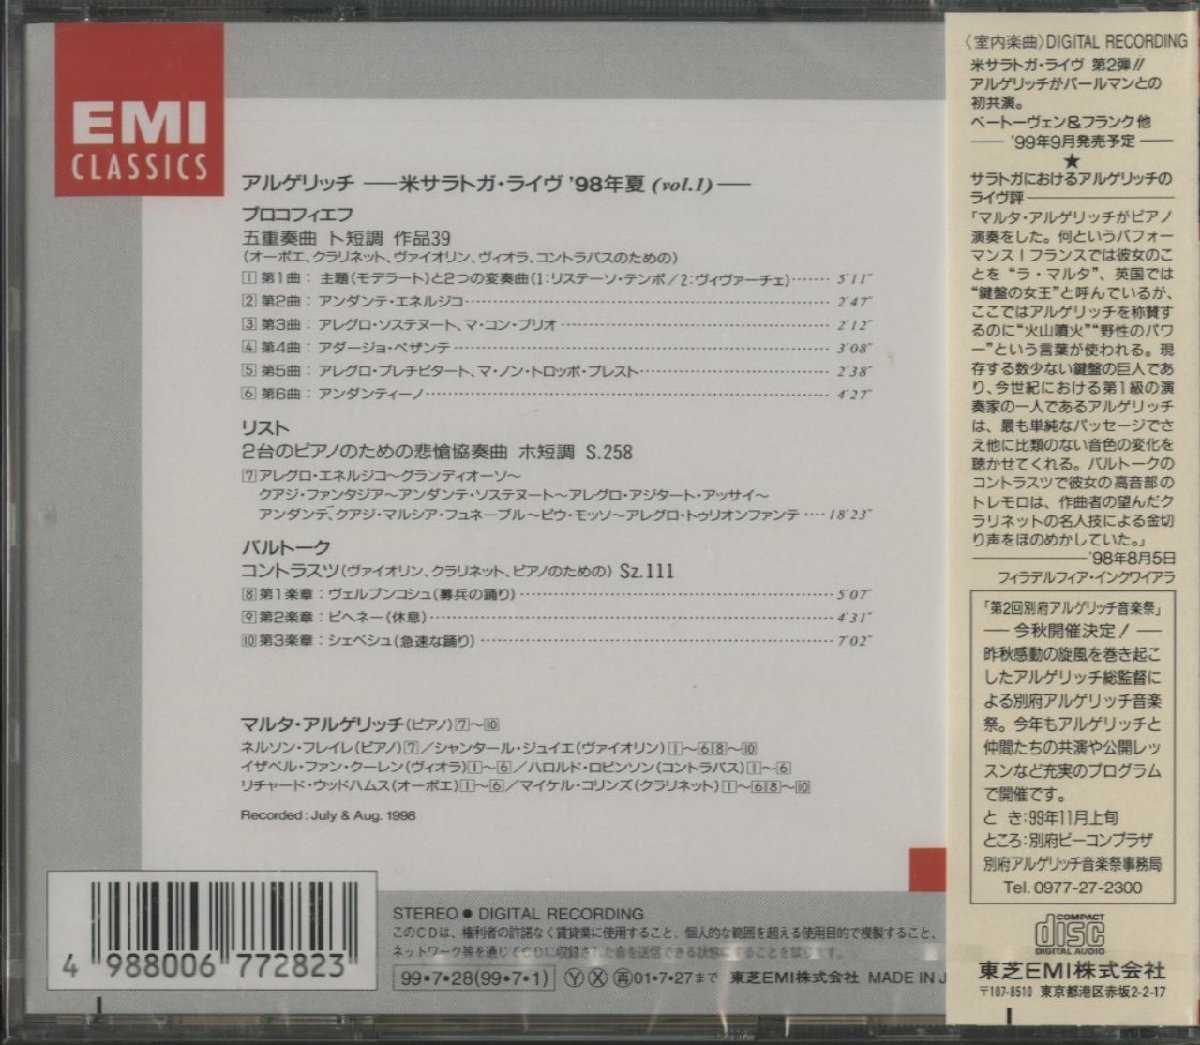 EMI
CLASSICS
アルゲリッチ ——米サラトガ・ライヴ '98年夏 (vol.1)——
プロコフィエフ
五重奏曲 ト短調 作品39
(オーボエ、クラリネット、ヴァイオリン、ヴィオラ、コントラバスのための)
1 第1曲: 主題(モデラート)と2つの変奏曲(1:リステーソ・テンポ/2:ヴィヴァーチェ)…… 5'11"
2 第2曲: アンダンテ・エネルジコ…… 2'47"
3 第3曲: アレグロ・ソステヌート、マ・コン・ブリオ…… 2'12"
4 第4曲: アダージョ・ペザンテ…… 3'08"
5 第5曲: アレグロ・プレチピタート、マ・ノン・トロッポ・プレスト…… 2'38"
6 第6曲: アンダンティーノ…… 4'27"
リスト
2台のピアノのための悲愴協奏曲 ホ短調 S.258
7 アレグロ・エネルジコ〜グランディオーソ〜
クアジ・ファンタジア〜アンダンテ・ソステヌート〜アレグロ・アジタート・アッサイ〜
アンダンテ、クアジ・マルシア・フュネーブル〜ピウ・モッソ〜アレグロ・トゥリオンファンテ…… 18'23"
バルトーク
コントラスツ(ヴァイオリン、クラリネット、ピアノのための) Sz.111
8 第1楽章: ヴェルブンコシュ(募兵の踊り)…… 5'07"
9 第2楽章: ピヘネー(休息)…… 4'31"
10 第3楽章: シェベシュ(急速な踊り)…… 7'02"
マルタ・アルゲリッチ(ピアノ)7〜10
ネルソン・フレイレ(ピアノ)7/シャンタール・ジュイエ(ヴァイオリン)1〜6 8〜10
イザベル・ファン・クーレン(ヴィオラ)1〜6/ハロルド・ロビンソン(コントラバス)1〜6
リチャード・ウッドハムス(オーボエ)1〜6/マイケル・コリンズ(クラリネット)1〜6 8〜10
Recorded: July & Aug. 1998
4 988006 772823
STEREO ● DIGITAL RECORDING
このCDは、権利者の許諾なく賃貸業に使用すること、個人的な範囲を超える使用目的で複製すること、
ネットワーク等を通じてCDに収録された音を送信できる状態にすることを禁じます。
99・7・28(99・7・1) Ⓨ Ⓧ 再 01・7・27まで 東芝EMI株式会社 MADE IN J
〈室内楽曲〉DIGITAL RECORDING
米サラトガ・ライヴ 第2弾!!
アルゲリッチがパールマンとの
初共演。
ベートーヴェン&フランク他
—— '99年9月発売予定 ——
★
サラトガにおけるアルゲリッチの
ライヴ評——
「マルタ・アルゲリッチがピアノ
演奏をした。何というパフォー
マンス!フランスでは彼女のこ
とを “ラ・マルタ”、英国では
“鍵盤の女王”と呼んでいるが、
ここではアルゲリッチを称賛す
るのに“火山噴火”“野性のパワ
ー”という言葉が使われる。現
存する数少ない鍵盤の巨人であ
り、今世紀における第1級の演
奏家の一人であるアルゲリッチ
は、最も単純なパッセージでさ
え他に比類のない音色の変化を
聴かせてくれる。バルトークの
コントラスツで彼女の高音部の
トレモロは、作曲者の望んだク
ラリネットの名人技による金切
り声をほのめかしていた。」
——'98年8月5日
フィラデルフィア・インクワイアラ
「第2回別府アルゲリッチ音楽祭」
—— 今秋開催決定! ——
昨秋感動の旋風を巻き起こ
したアルゲリッチ総監督に
よる別府アルゲリッチ音楽
祭。今年もアルゲリッチと
仲間たちの共演や公開レッ
スンなど充実のプログラム
で開催です。
と き:99年11月上旬
ところ:別府ビーコンプラザ
別府アルゲリッチ音楽祭事務局
Tel. 0977-27-2300
COMPACT
disc
DIGITAL AUDIO
東芝EMI株式会社
〒107-8510 東京都港区赤坂2-2-17